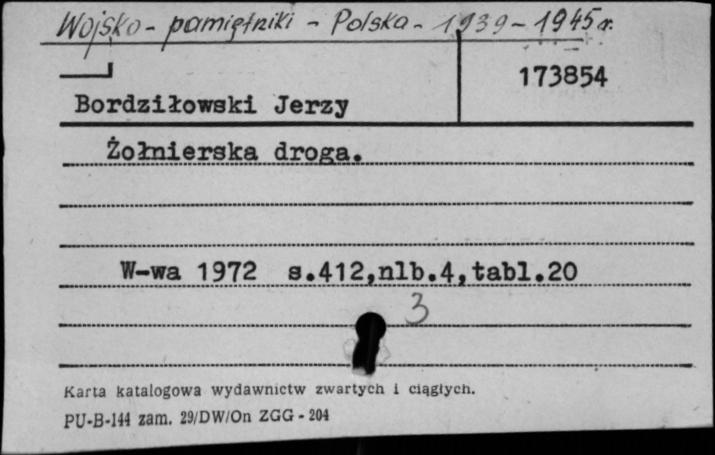 Wojsko - pamiętniki - Polska - 1939 - 1945 r.
173854
Bordziłowski Jerzy
Żołnierska droga.
W-wa 1972 s.412,nlb.4,tabl.20
3
Karta katalogowa wydawnictw zwartych i ciągłych.
PU-B-144 zam. 29/DW/On ZGG - 204